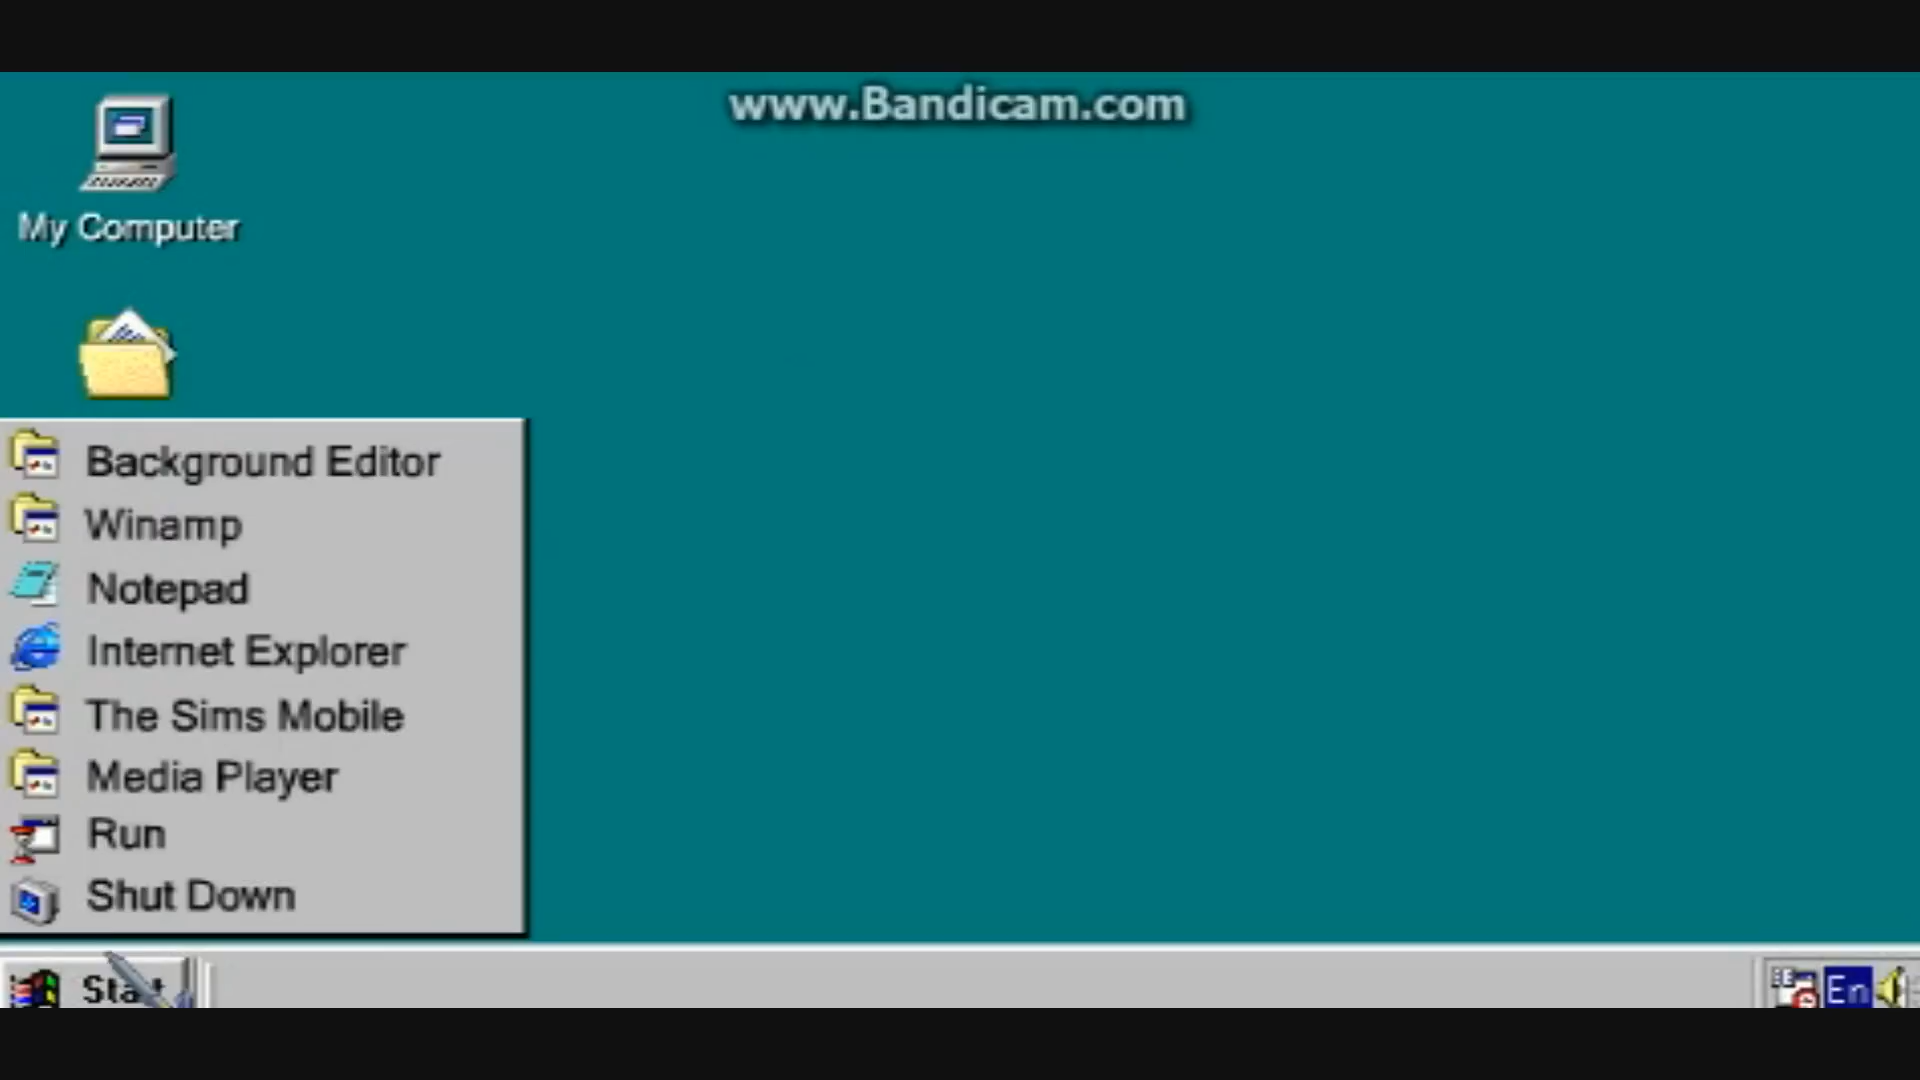 www.Bandicam.com
My Computer
Background Editor
Winamp
Notepad
Internet Explorer
The Sims Mobile
Media Player
Run
Shut Down
Start
En